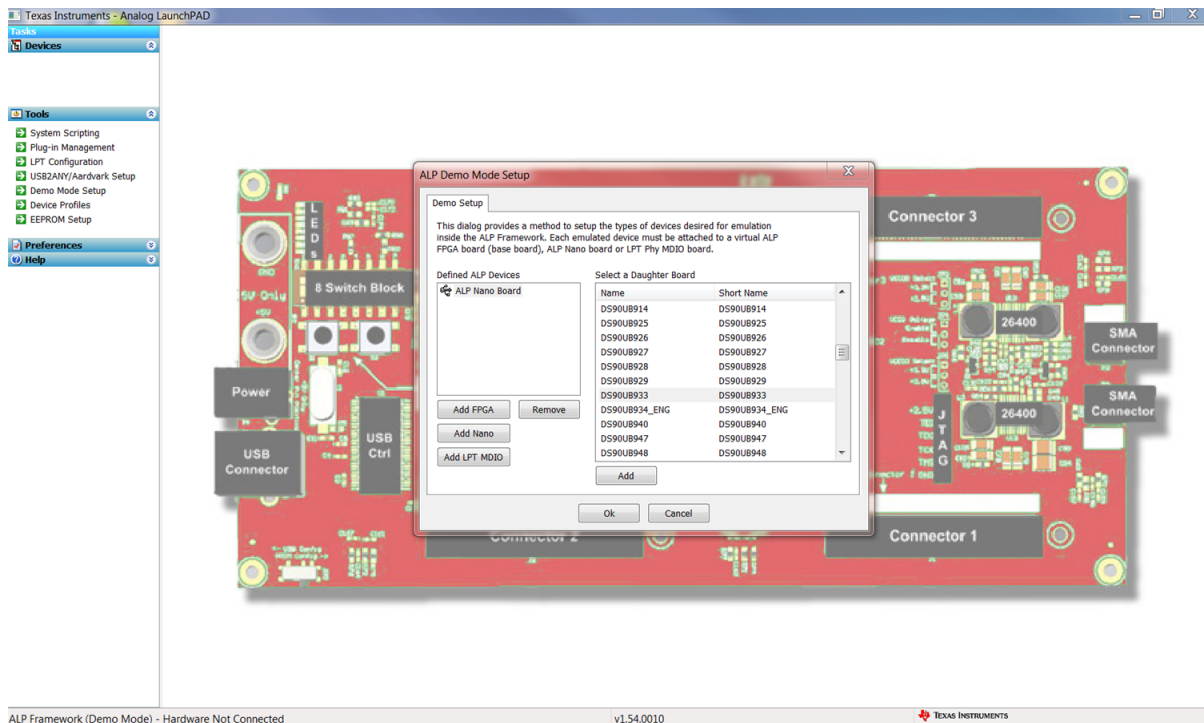 Texas Instruments - Analog LaunchPAD
Tasks
Devices
Tools
System Scripting
Plug-in Management
LPT Configuration
USB2ANY/Aardvark Setup
Demo Mode Setup
Device Profiles
EEPROM Setup
Preferences
Help
LEDs
GND
5V Only
+5V
8 Switch Block
Power
USB Connector
USB Ctrl
ALP Demo Mode Setup
Demo Setup
This dialog provides a method to setup the types of devices desired for emulation
inside the ALP Framework. Each emulated device must be attached to a virtual ALP
FPGA board (base board), ALP Nano board or LPT Phy MDIO board.
Defined ALP Devices
ALP Nano Board
Add FPGA Remove
Add Nano
Add LPT MDIO
Select a Daughter Board
Name Short Name
DS90UB914 DS90UB914
DS90UB925 DS90UB925
DS90UB926 DS90UB926
DS90UB927 DS90UB927
DS90UB928 DS90UB928
DS90UB929 DS90UB929
DS90UB933 DS90UB933
DS90UB934_ENG DS90UB934_ENG
DS90UB940 DS90UB940
DS90UB947 DS90UB947
DS90UB948 DS90UB948
Add
Ok Cancel
Connector 3
26400
SMA
Connector
SMA
Connector
26400
JTAG
Connector 2
Connector 1
ALP Framework (Demo Mode) - Hardware Not Connected
v1.54.0010
TEXAS INSTRUMENTS